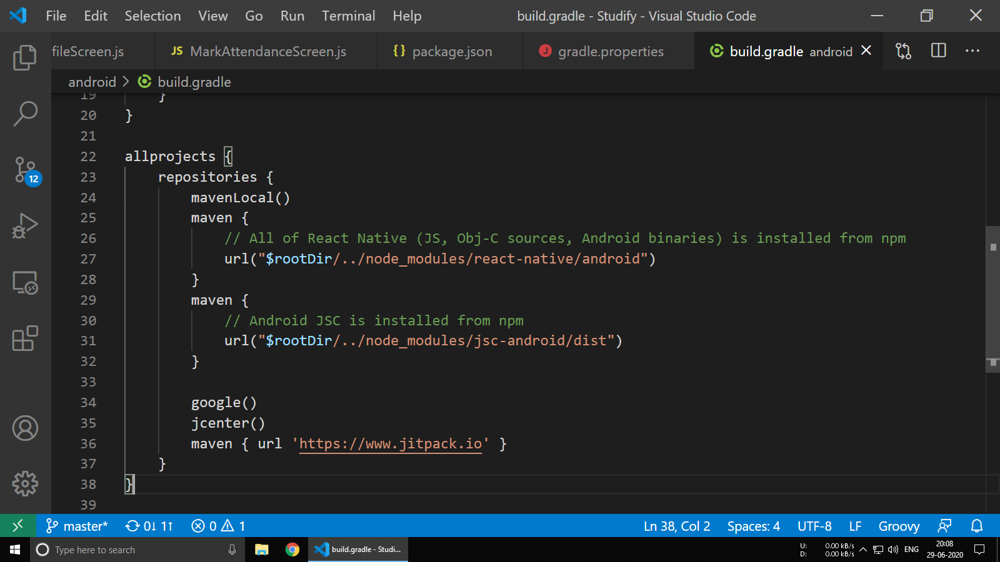 File Edit Selection View Go Run Terminal Help build.gradle - Studify - Visual Studio Code
fileScreen.js JS MarkAttendanceScreen.js {} package.json J gradle.properties build.gradle android
android > build.gradle
19 }
20 }
21
22 allprojects {
23 repositories {
24 mavenLocal()
25 maven {
26 // All of React Native (JS, Obj-C sources, Android binaries) is installed from npm
27 url("$rootDir/../node_modules/react-native/android")
28 }
29 maven {
30 // Android JSC is installed from npm
31 url("$rootDir/../node_modules/jsc-android/dist")
32 }
33
34 google()
35 jcenter()
36 maven { url 'https://www.jitpack.io' }
37 }
38 }
39
12
master* 0↓ 1↑ 0 1 Ln 38, Col 2 Spaces: 4 UTF-8 LF Groovy
Type here to search build.gradle - Studi... U: 0.00 kB/s D: 0.00 kB/s ENG 20:08 29-06-2020